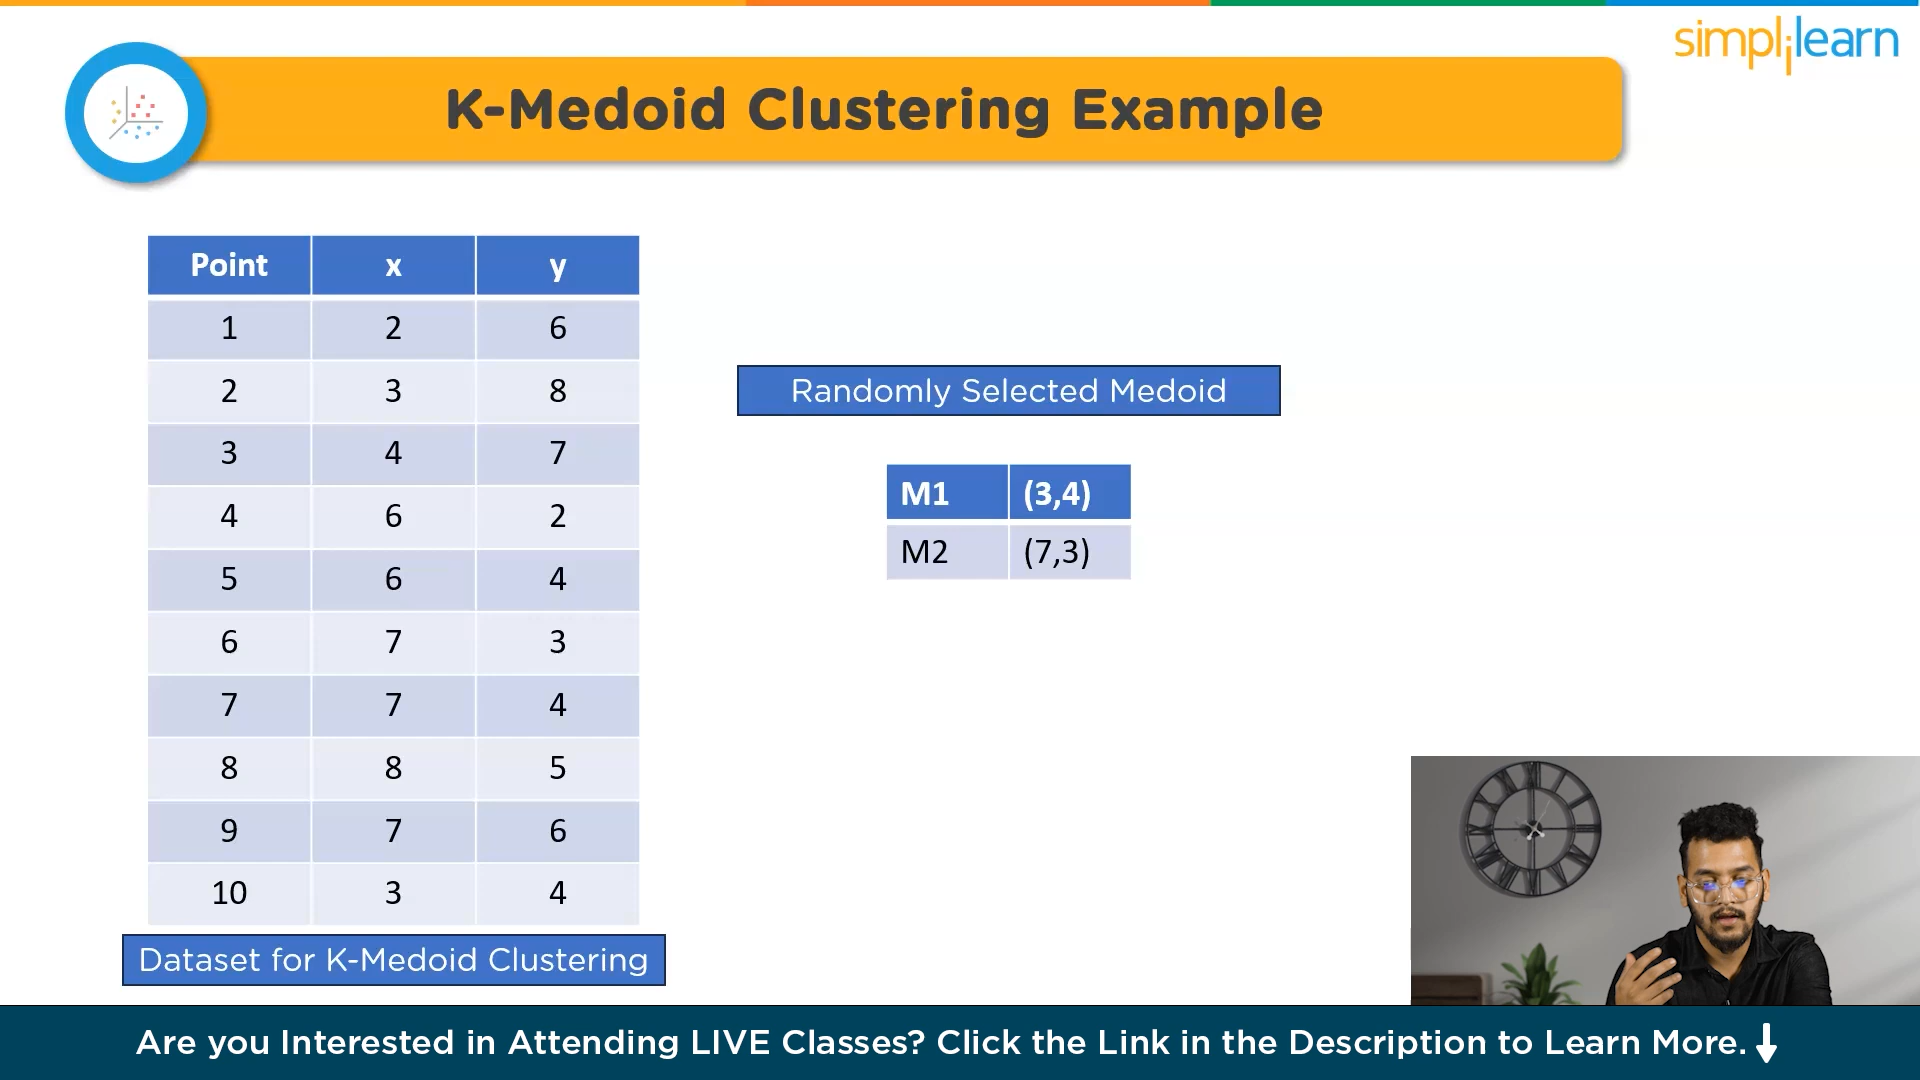 simplilearn
K-Medoid Clustering Example
Point x y
1 2 6
2 3 8
3 4 7
4 6 2
5 6 4
6 7 3
7 7 4
8 8 5
9 7 6
10 3 4
Dataset for K-Medoid Clustering
Randomly Selected Medoid
M1 (3,4)
M2 (7,3)
Are you Interested in Attending LIVE Classes? Click the Link in the Description to Learn More.